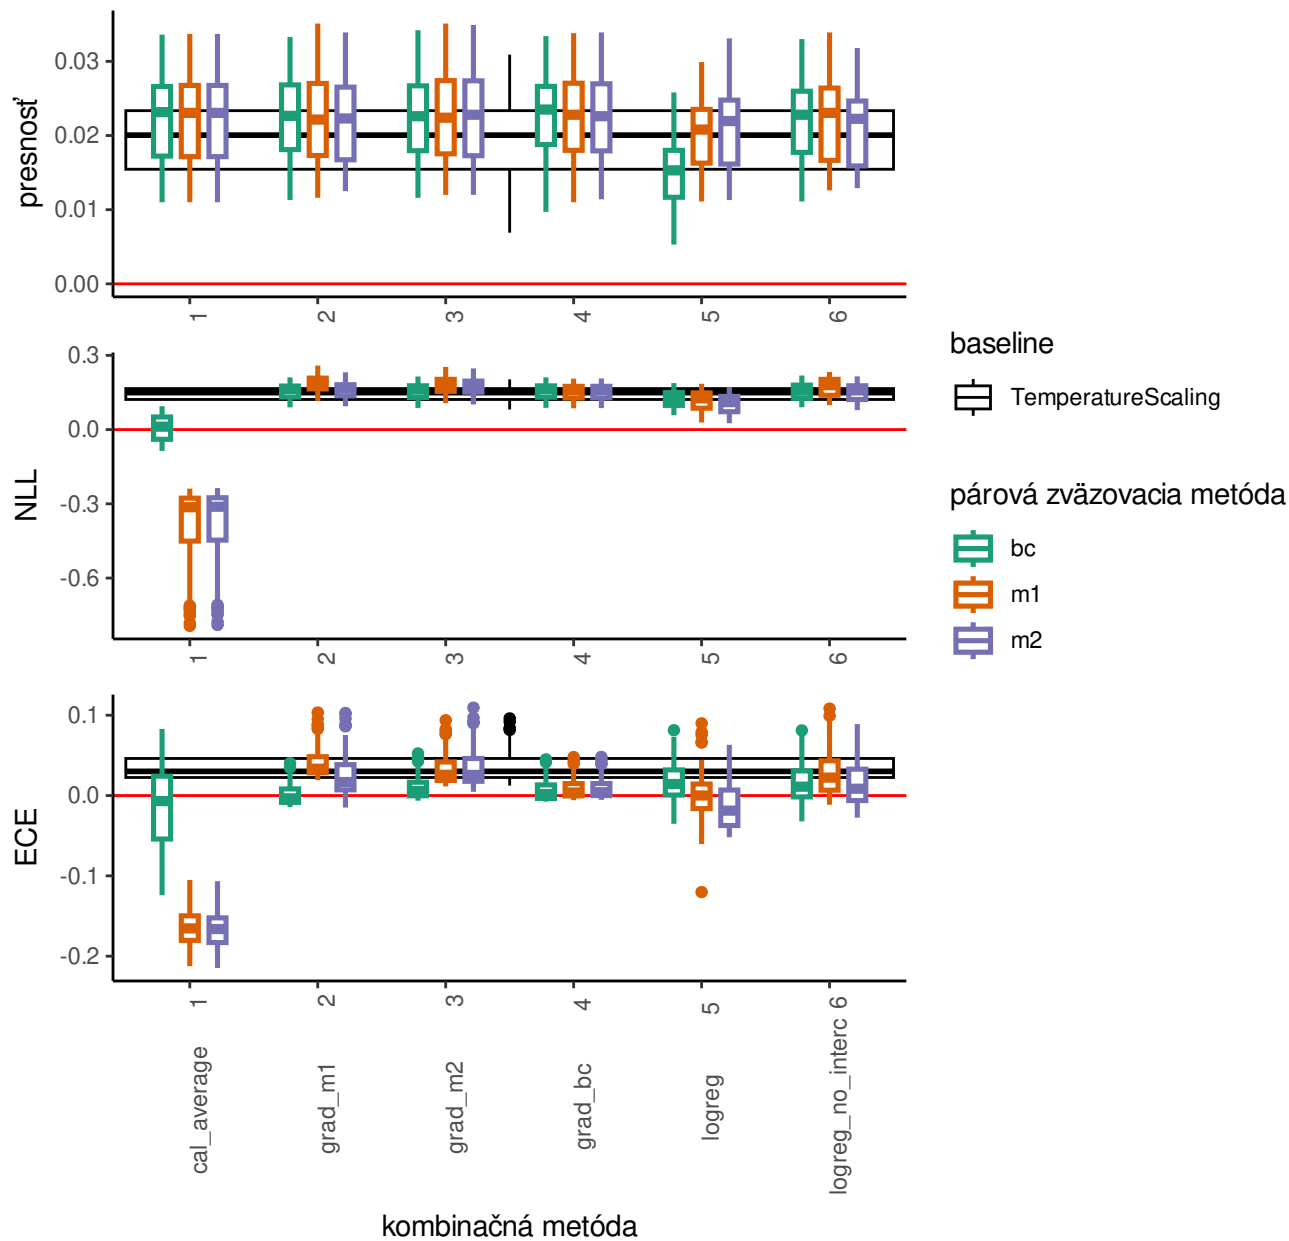 presnosť
0.03
0.02
0.01
0.00
1
2
3
4
5
6
NLL
0.3
0.0
-0.3
-0.6
1
2
3
4
5
6
ECE
0.1
0.0
-0.1
-0.2
1
2
3
4
5
6
cal_average
grad_m1
grad_m2
grad_bc
logreg
logreg_no_interc
kombinačná metóda
baseline
TemperatureScaling
párová zväzovacia metóda
bc
m1
m2